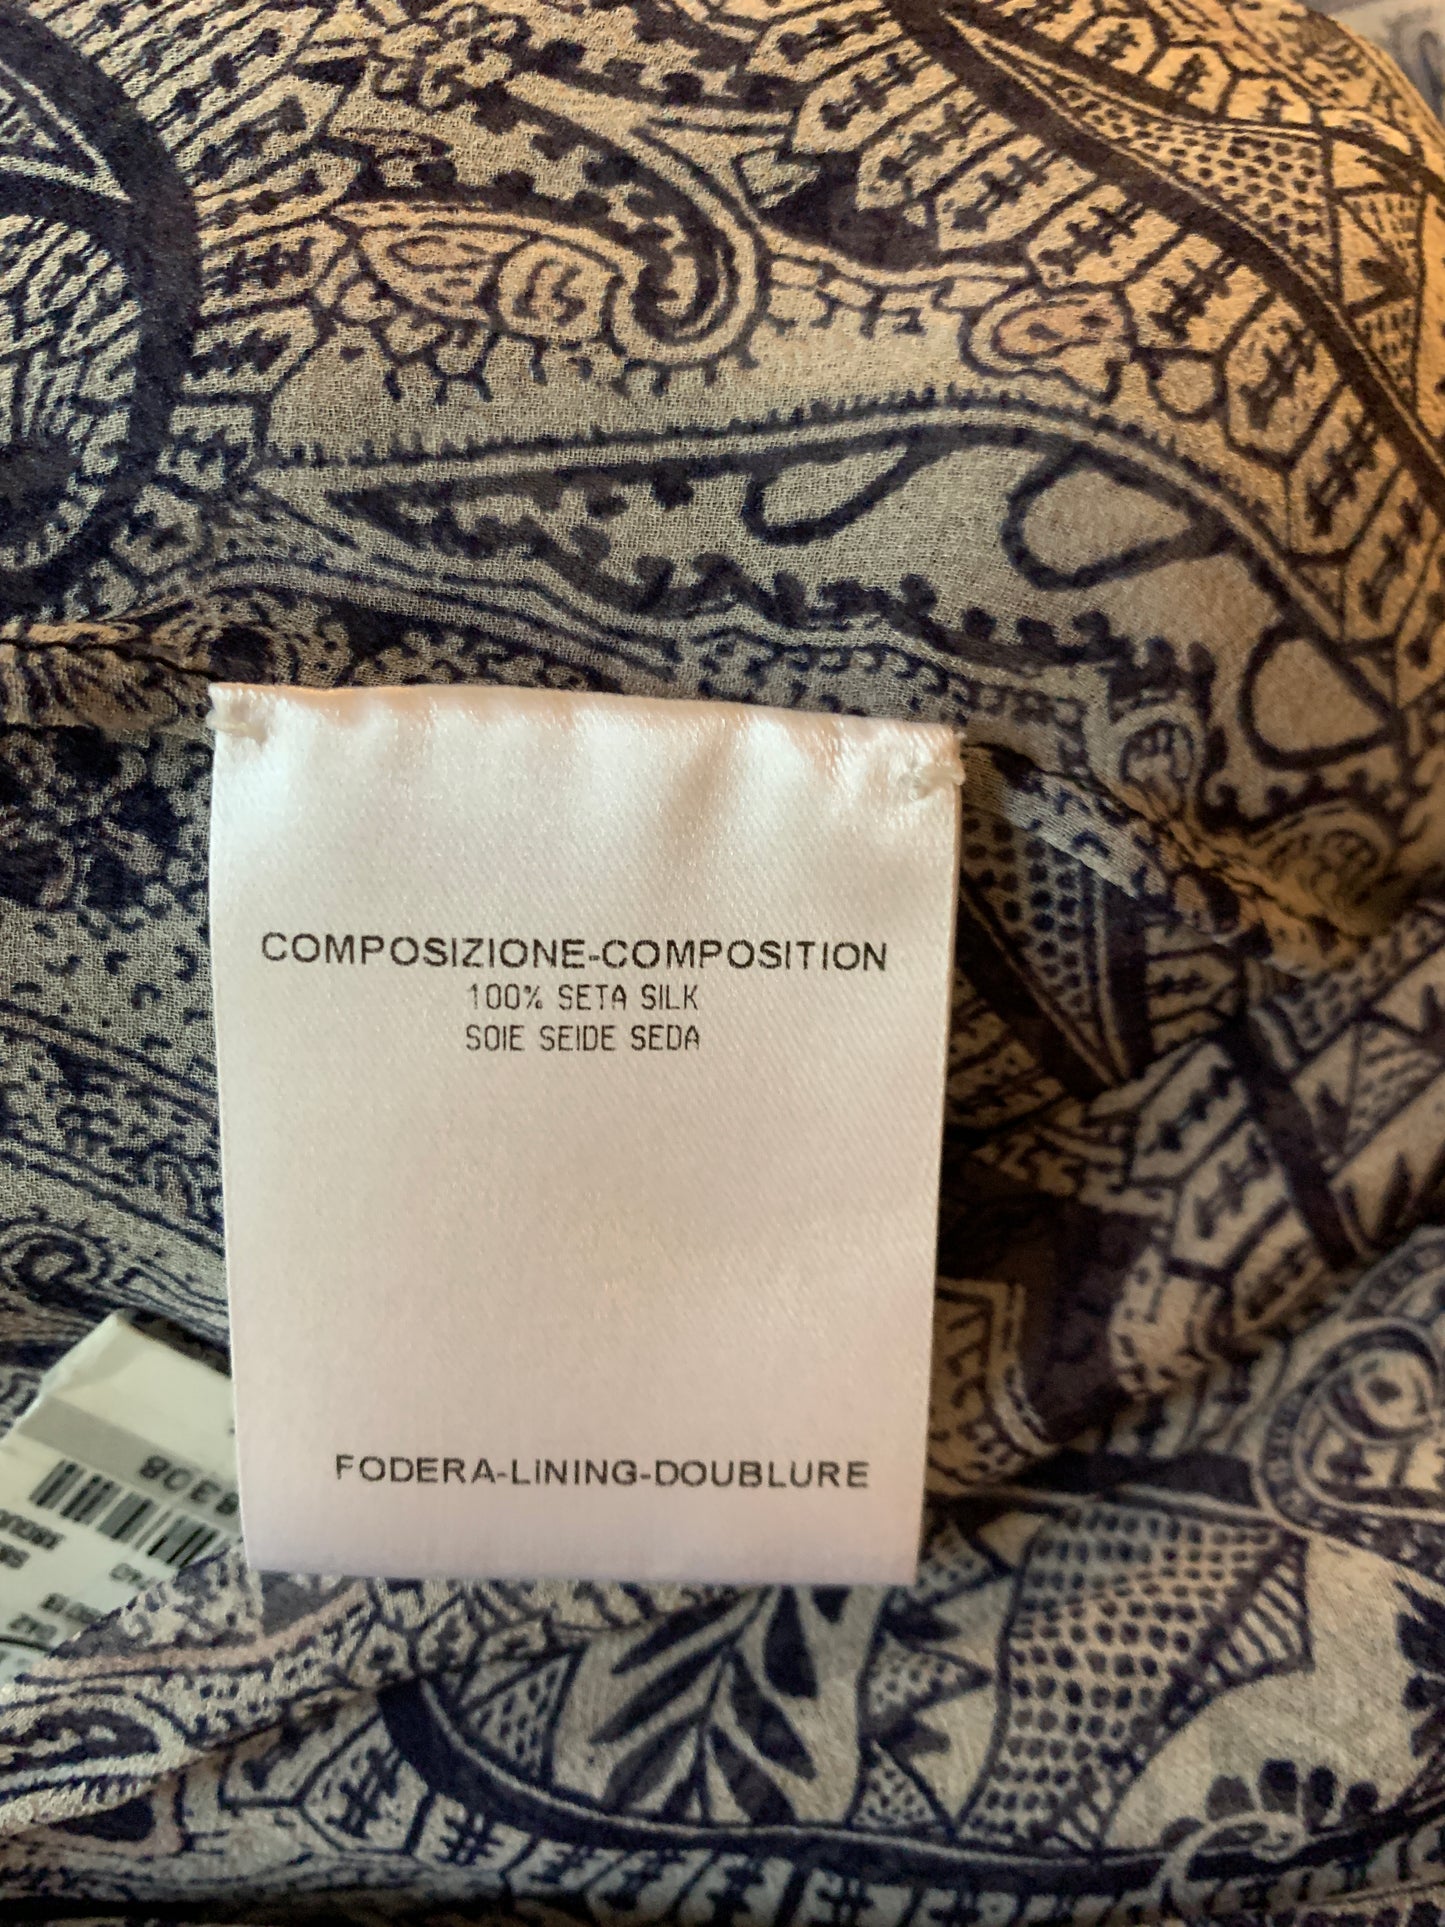 COMPOSIZIONE-COMPOSITION
100% SETA SILK
SOIE SEIDE SEDA
FODERA-LINING-DOUBLURE